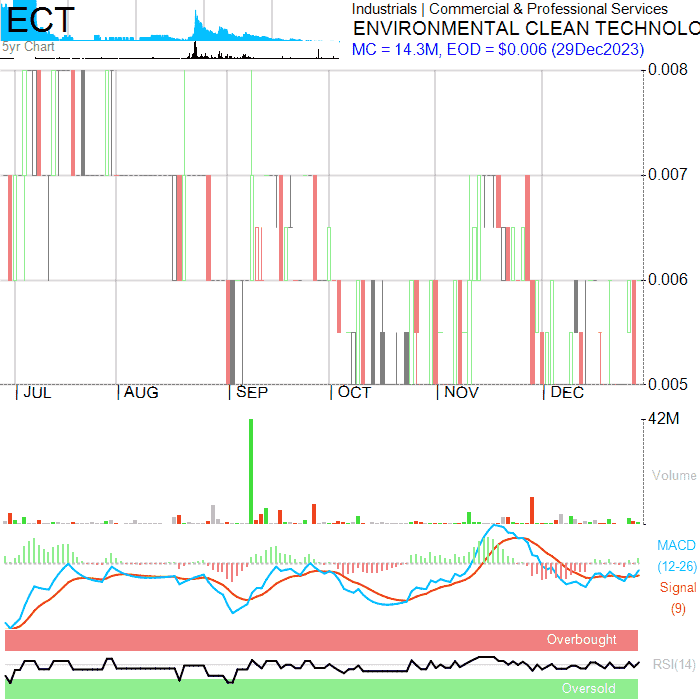 ECT
5yr Chart
Industrials | Commercial & Professional Services
ENVIRONMENTAL CLEAN TECHNOLO
MC = 14.3M, EOD = $0.006 (29Dec2023)
0.008
0.007
0.006
0.005
JUL AUG SEP OCT NOV DEC
42M
Volume
MACD
(12-26)
Signal
(9)
Overbought
RSI(14)
Oversold